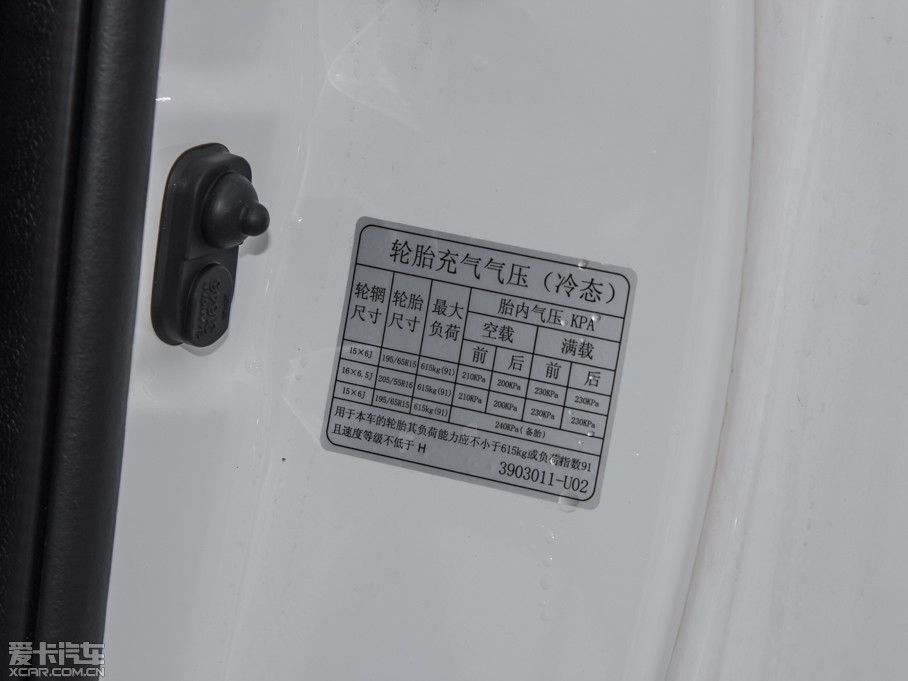 轮胎充气气压（冷态）
轮辋尺寸 轮胎尺寸 最大负荷 胎内气压 KPA
空载 满载
前 后 前 后
15×6J 195/65R15 615kg(91) 210KPa 200KPa 230KPa 230KPa
16×6.5J 205/55R16 615kg(91) 210KPa 200KPa 230KPa 230KPa
15×6J 195/65R15 615kg(91) 240KPa(备胎)
用于本车的轮胎其负荷能力应不小于615kg或负荷指数91
且速度等级不低于 H
3903011-U02
爱卡汽车
XCAR.COM.CN